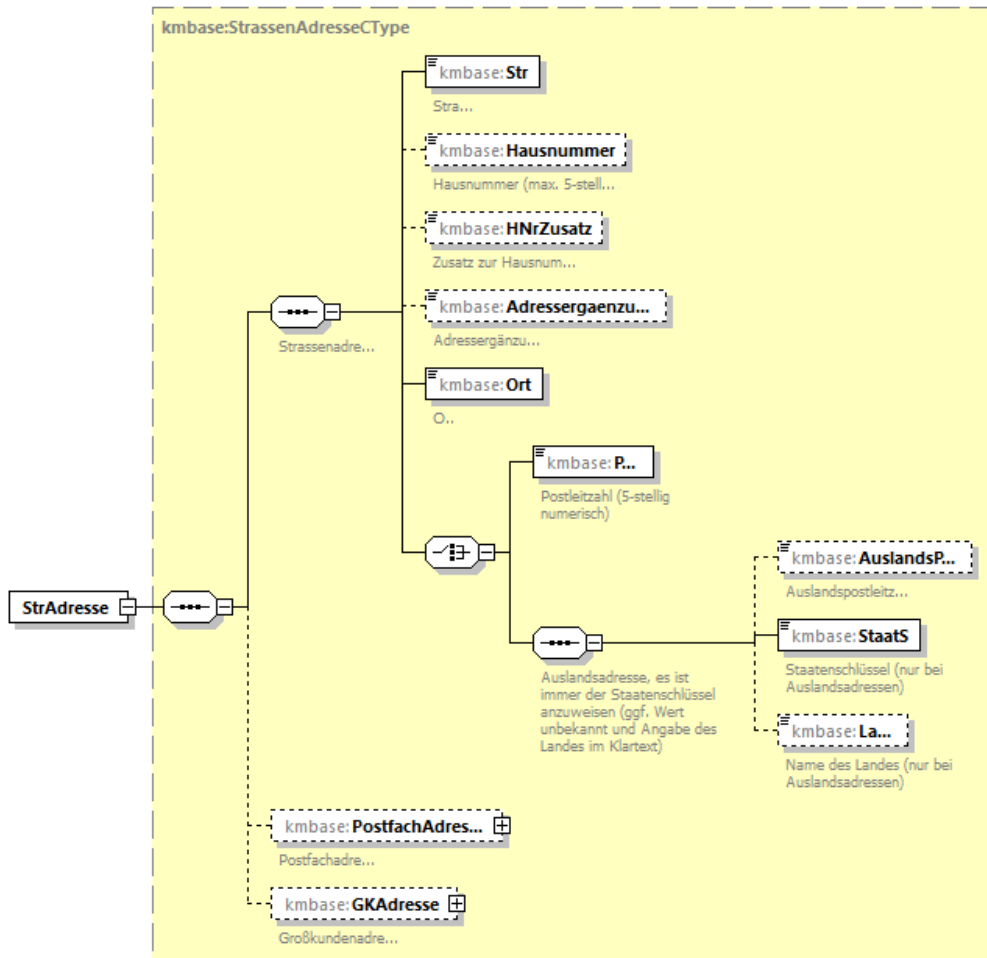 kmbase:StrassenAdresseCType
kmbase:Str
Stra...
kmbase:Hausnummer
Hausnummer (max. 5-stell...
kmbase:HNrZusatz
Zusatz zur Hausnum...
kmbase:Adressergaenzu...
Adressergänzu...
Strassenadre...
kmbase:Ort
O..
kmbase:P...
Postleitzahl (5-stellig
numerisch)
kmbase:AuslandsP...
Auslandspostleitz...
StrAdresse
kmbase:StaatS
Staatenschlüssel (nur bei
Auslandsadressen)
Auslandsadresse, es ist
immer der Staatenschlüssel
anzuweisen (ggf. Wert
unbekannt und Angabe des
Landes im Klartext)
kmbase:La...
Name des Landes (nur bei
Auslandsadressen)
kmbase:PostfachAdres...
Postfachadre...
kmbase:GKAdresse
Großkundenadre...